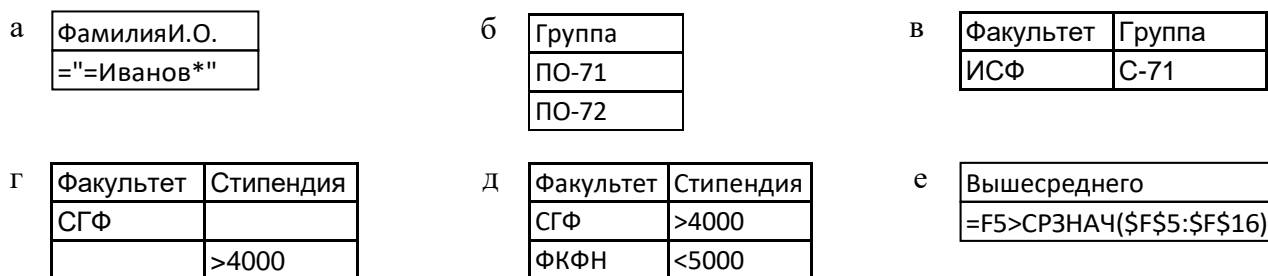 а ФамилияИ.О. б Группа в Факультет Группа
="=Иванов*" ПО-71 ИСФ С-71
ПО-72
г Факультет Стипендия д Факультет Стипендия е Вышесреднего
СГФ СГФ >4000 =F5>СРЗНАЧ($F$5:$F$16)
>4000 ФКФН <5000